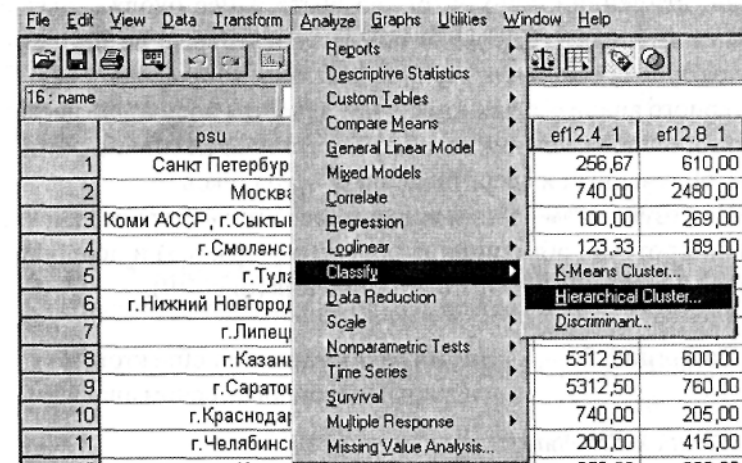 File Edit View Data Transform Analyze Graphs Utilities Window Help
16 : name
psu ef12.4_1 ef12.8_1
1 Санкт Петербур 256,67 610,00
2 Москва 740,00 2480,00
3 Коми АССР, г.Сыкты 100,00 269,00
4 г.Смоленс 123,33 189,00
5 г.Тула
6 г.Нижний Новгород
7 г.Липец
8 г.Казань 5312,50 600,00
9 г.Саратов 5312,50 760,00
10 г.Краснодар 740,00 205,00
11 г.Челябинс 200,00 415,00
Reports
Descriptive Statistics
Custom Tables
Compare Means
General Linear Model
Mixed Models
Correlate
Regression
Loglinear
Classify
Data Reduction
Scale
Nonparametric Tests
Time Series
Survival
Multiple Response
Missing Value Analysis...
K-Means Cluster...
Hierarchical Cluster...
Discriminant...